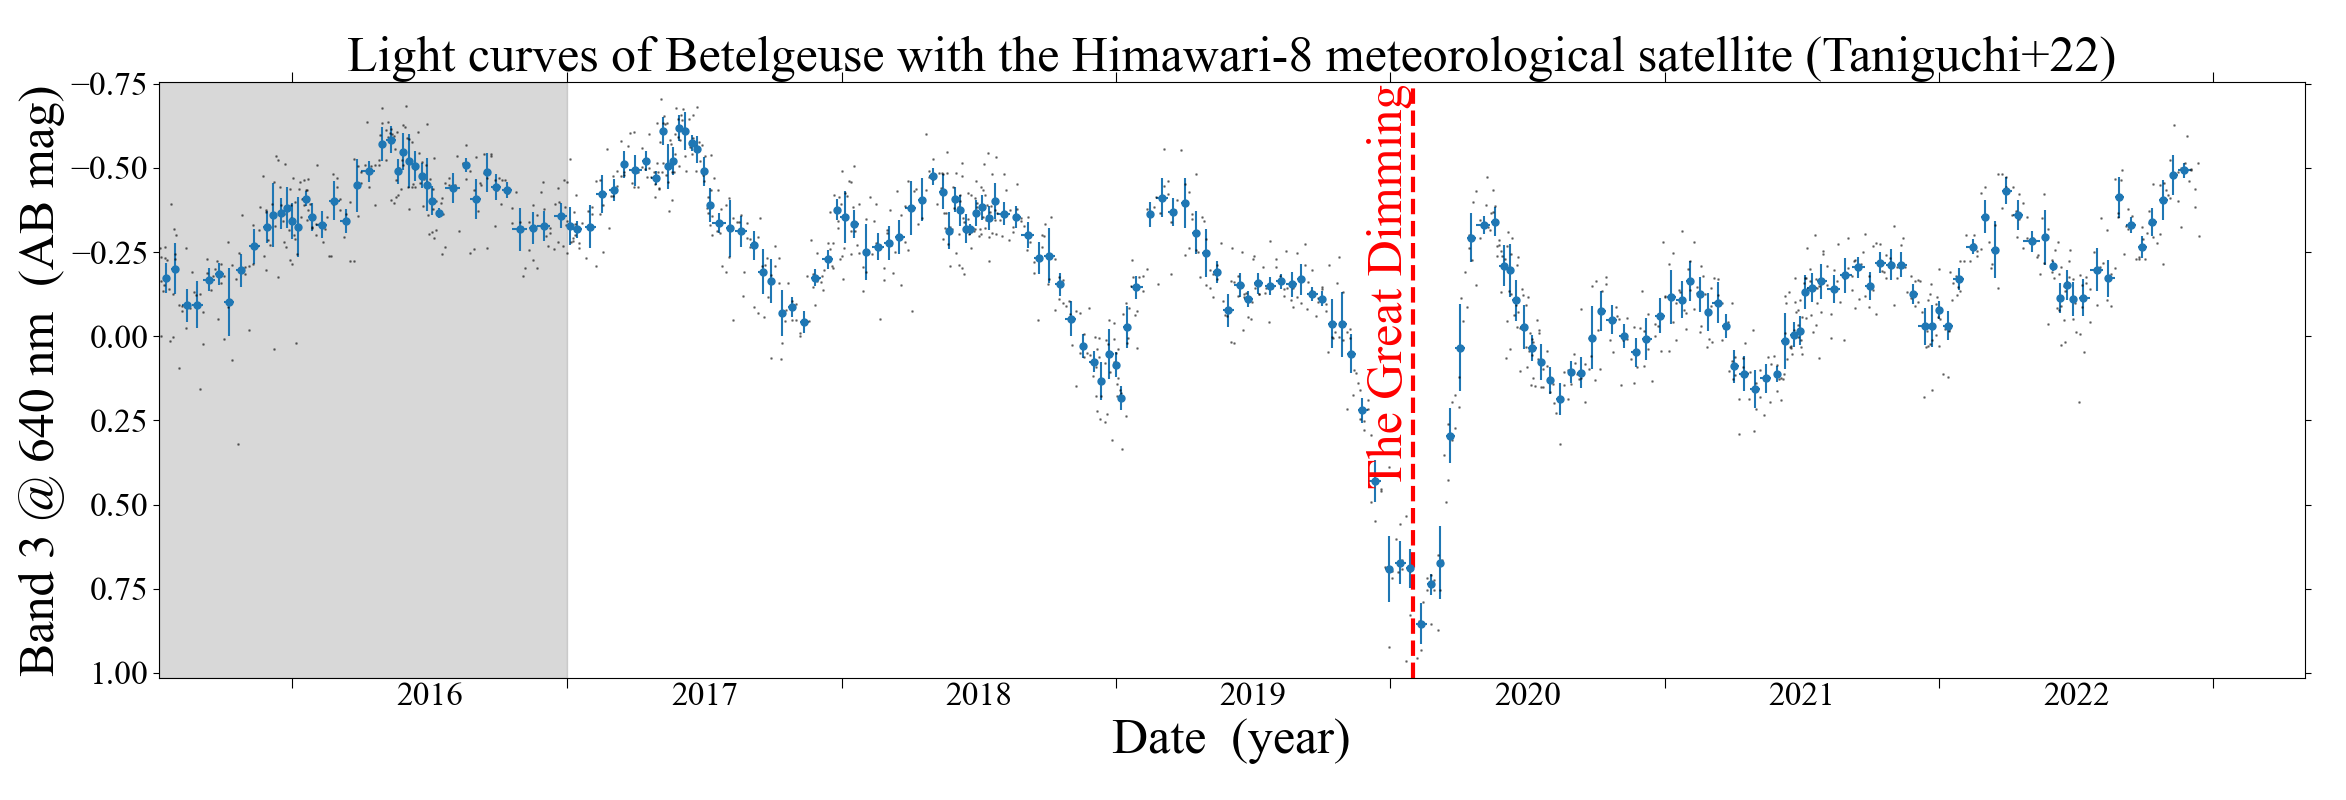 Light curves of Betelgeuse with the Himawari-8 meteorological satellite (Taniguchi+22)
Band 3 @ 640 nm (AB mag)
−0.75
−0.50
−0.25
0.00
0.25
0.50
0.75
1.00
The Great Dimming
2016 2017 2018 2019 2020 2021 2022
Date (year)